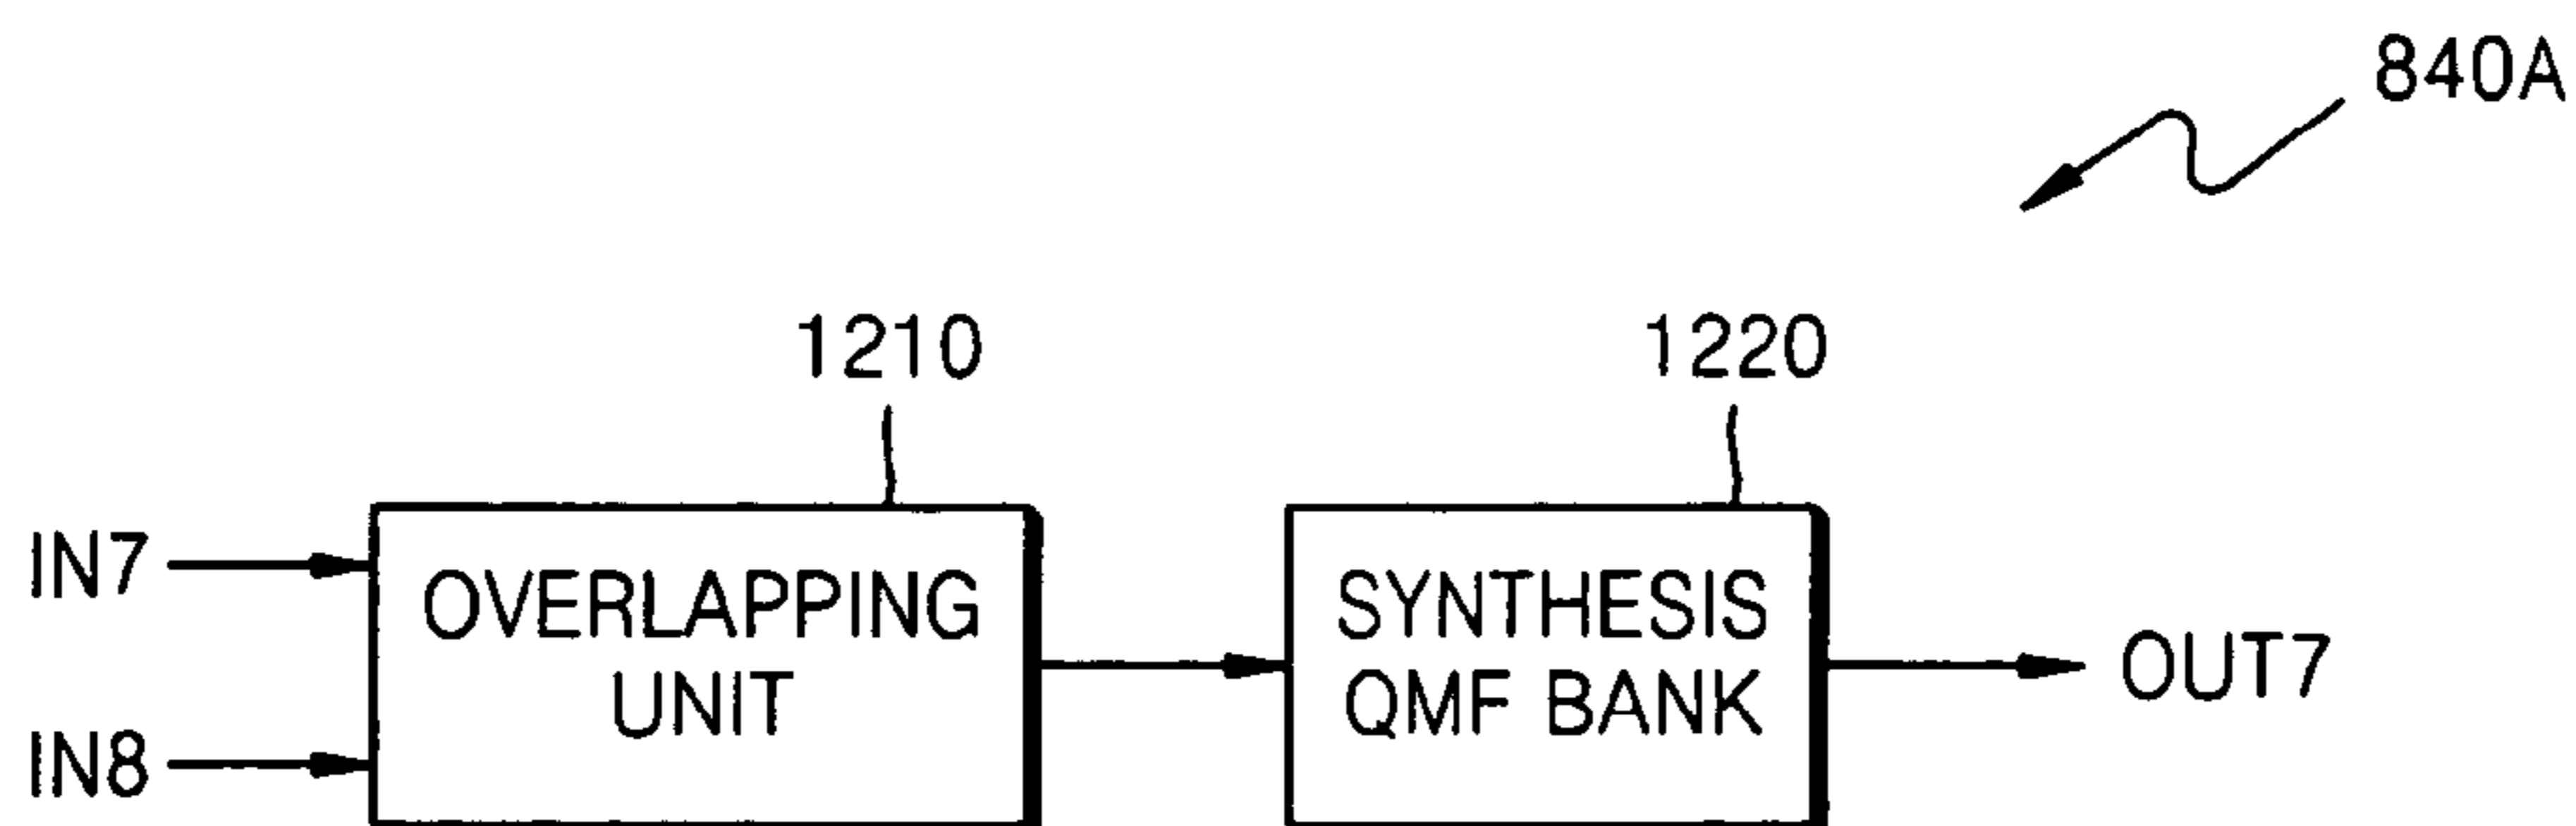 840A
1210
1220
IN7
OVERLAPPING
UNIT
IN8
SYNTHESIS
QMF BANK
OUT7